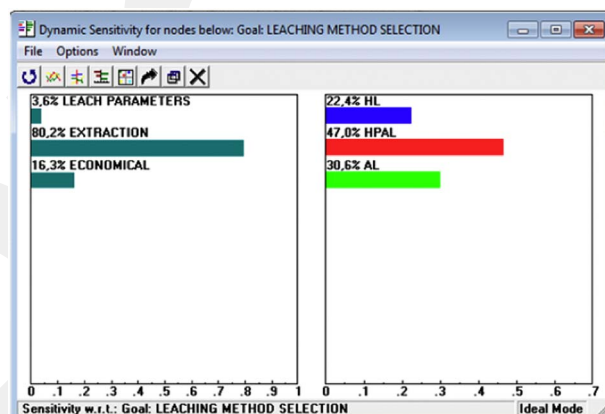 Dynamic Sensitivity for nodes below: Goal: LEACHING METHOD SELECTION
File Options Window
3,6% LEACH PARAMETERS
80,2% EXTRACTION
16,3% ECONOMICAL
0 .1 .2 .3 .4 .5 .6 .7 .8 .9 1
22,4% HL
47,0% HPAL
30,6% AL
0 .1 .2 .3 .4 .5 .6 .7
Sensitivity w.r.t.: Goal: LEACHING METHOD SELECTION
Ideal Mode